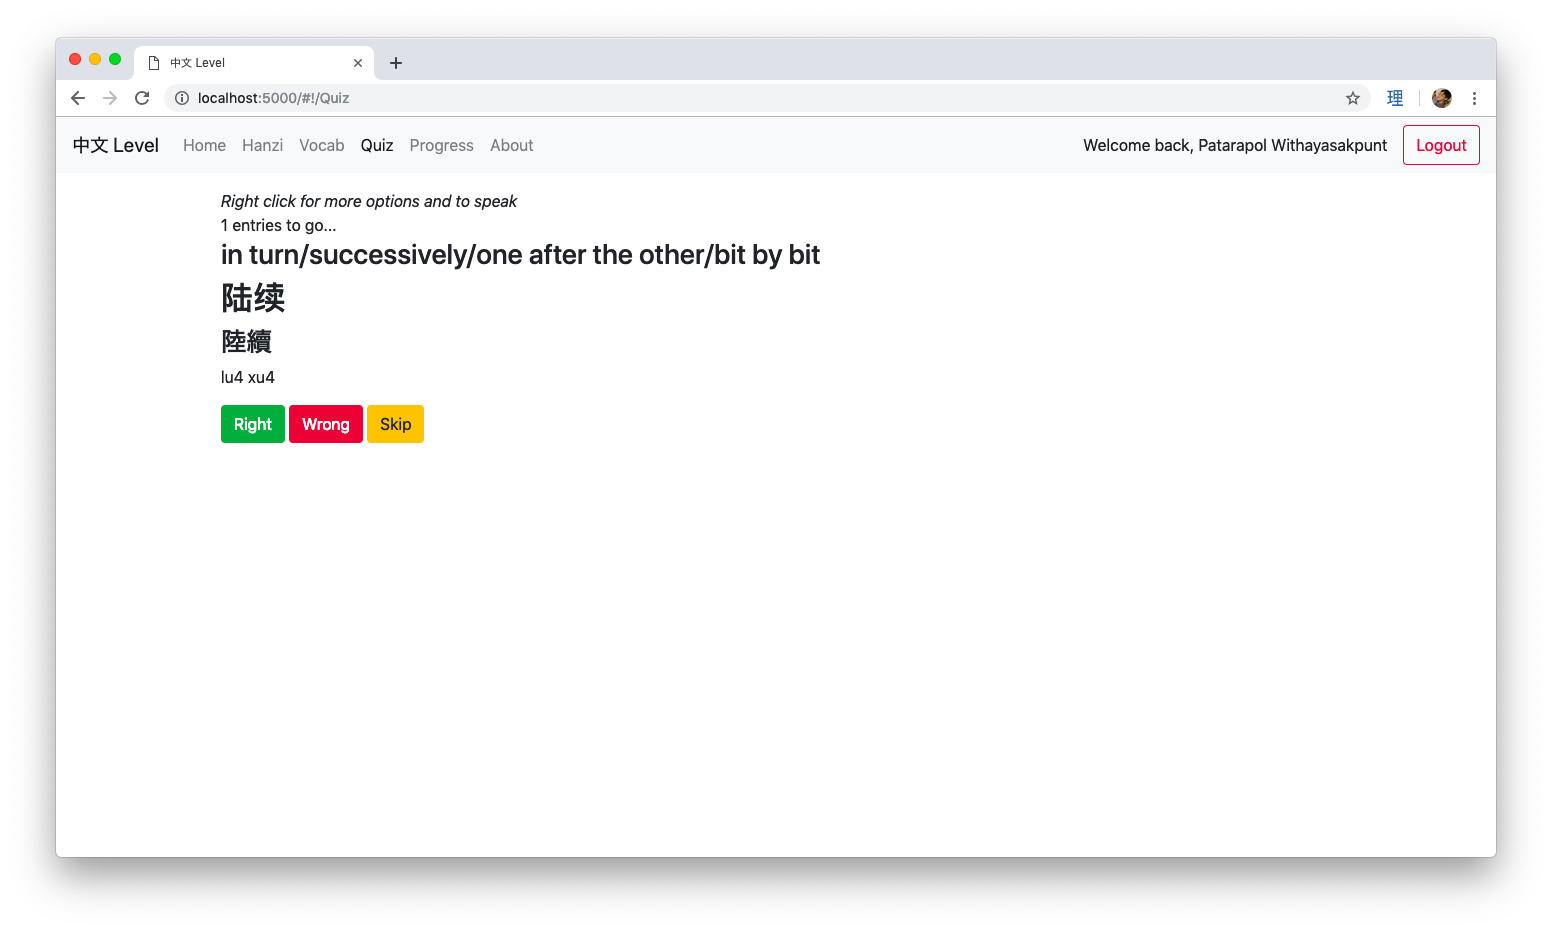 中文 Level
localhost:5000/#!/Quiz
理
中文 Level Home Hanzi Vocab Quiz Progress About Welcome back, Patarapol Withayasakpunt Logout
Right click for more options and to speak
1 entries to go...
in turn/successively/one after the other/bit by bit
陆续
陸續
lu4 xu4
Right Wrong Skip